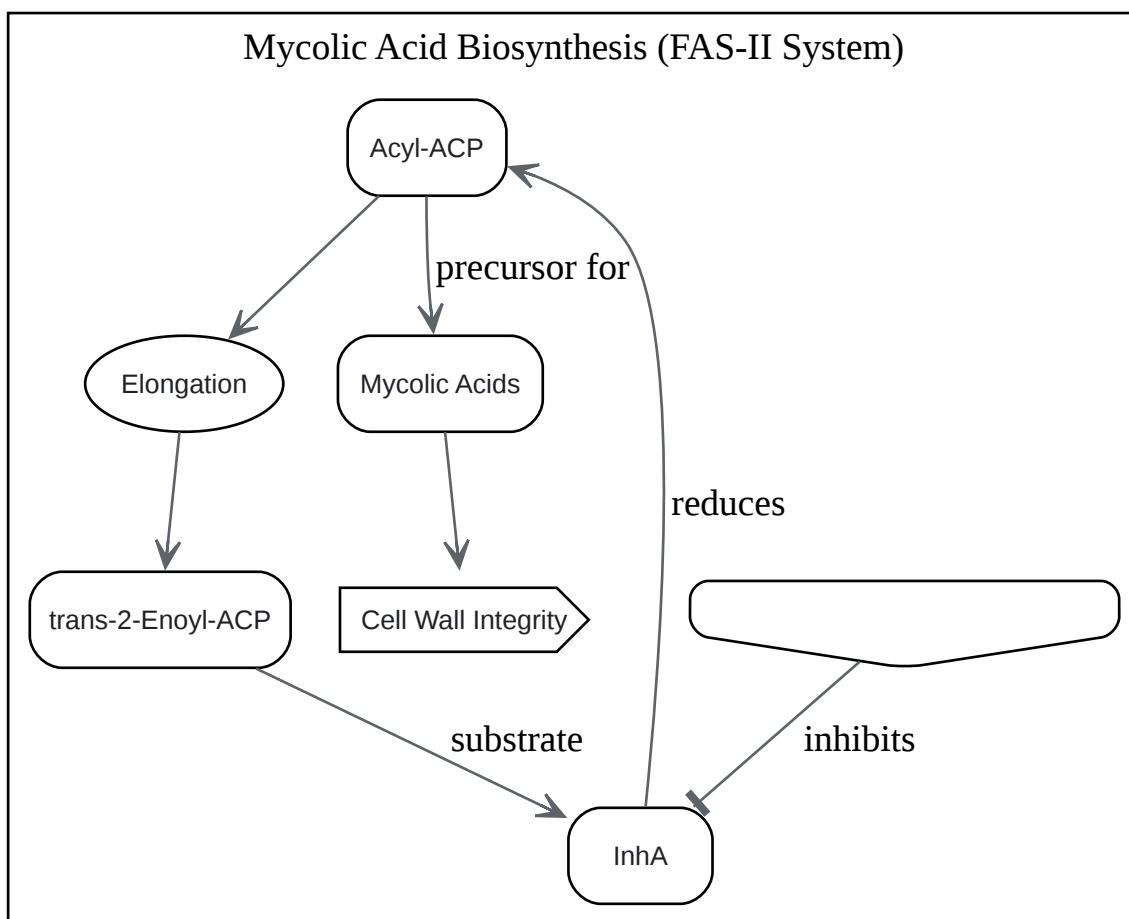 Mycolic Acid Biosynthesis (FAS-II System)
Acyl-ACP
precursor for
Elongation
Mycolic Acids
reduces
trans-2-Enoyl-ACP
Cell Wall Integrity
substrate
inhibits
InhA